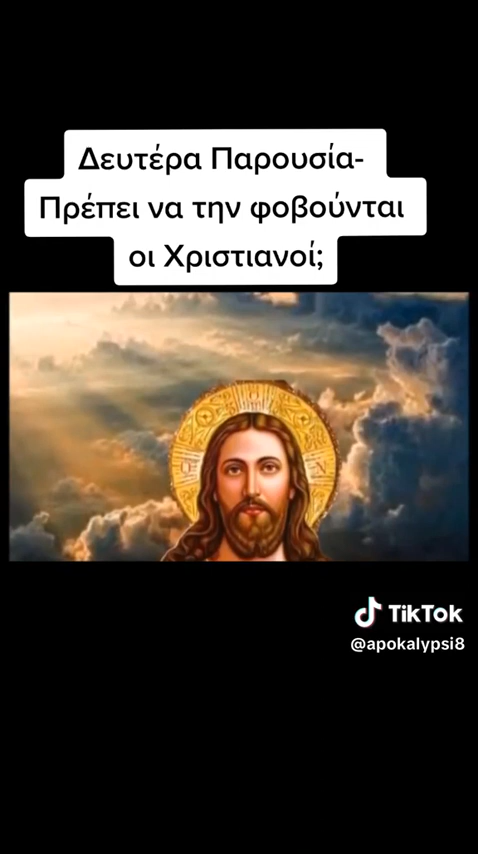 Δευτέρα Παρουσία-
Πρέπει να την φοβούνται
οι Χριστιανοί;
Ο Ν
TikTok
@apokalypsi8